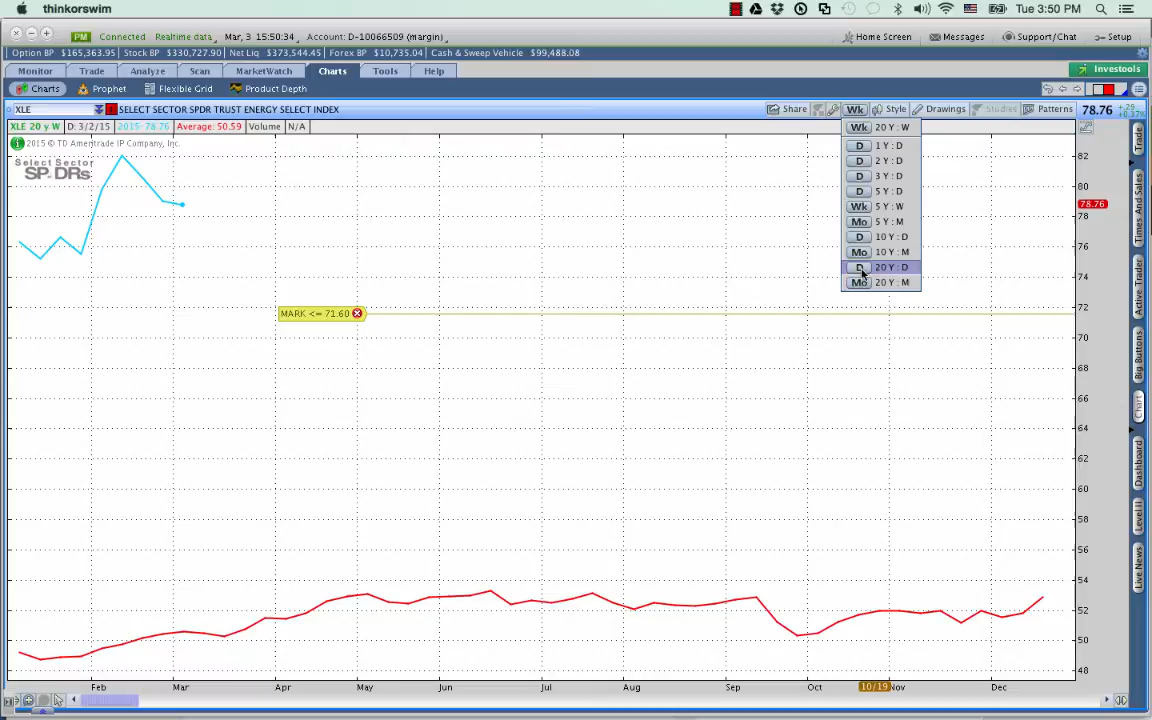 thinkorswim
Tue 3:50 PM
PM Connected Realtime data Mar, 3 15:50:34 Account: D-10066509 (margin)
Home Screen Messages Support/Chat Setup
Option BP $165,363.95 Stock BP $330,727.90 Net Liq $373,544.45 Forex BP $10,735.04 Cash & Sweep Vehicle $99,488.08
Monitor Trade Analyze Scan MarketWatch Charts Tools Help
Investools
Charts Prophet Flexible Grid Product Depth
XLE SELECT SECTOR SPDR TRUST ENERGY SELECT INDEX
Share Wk Style Drawings Studies Patterns 78.76 +.29 +0.37%
XLE 20 y W D: 3/2/15 2015- 78.76 Average: 50.59 Volume N/A
2015 © TD Ameritrade IP Company, Inc.
Select Sector
SPDRs
Wk 20 Y : W
D 1 Y : D
D 2 Y : D
D 3 Y : D
D 5 Y : D
Wk 5 Y : W
Mo 5 Y : M
D 10 Y : D
Mo 10 Y : M
D 20 Y : D
Mo 20 Y : M
MARK <= 71.60
82
80
78.76
78
76
74
72
70
68
66
64
62
60
58
56
54
52
50
48
Feb Mar Apr May Jun Jul Aug Sep Oct 10/19 Nov Dec
Trade
Times And Sales
Active Trader
Big Buttons
Chart
Dashboard
Level II
Live News